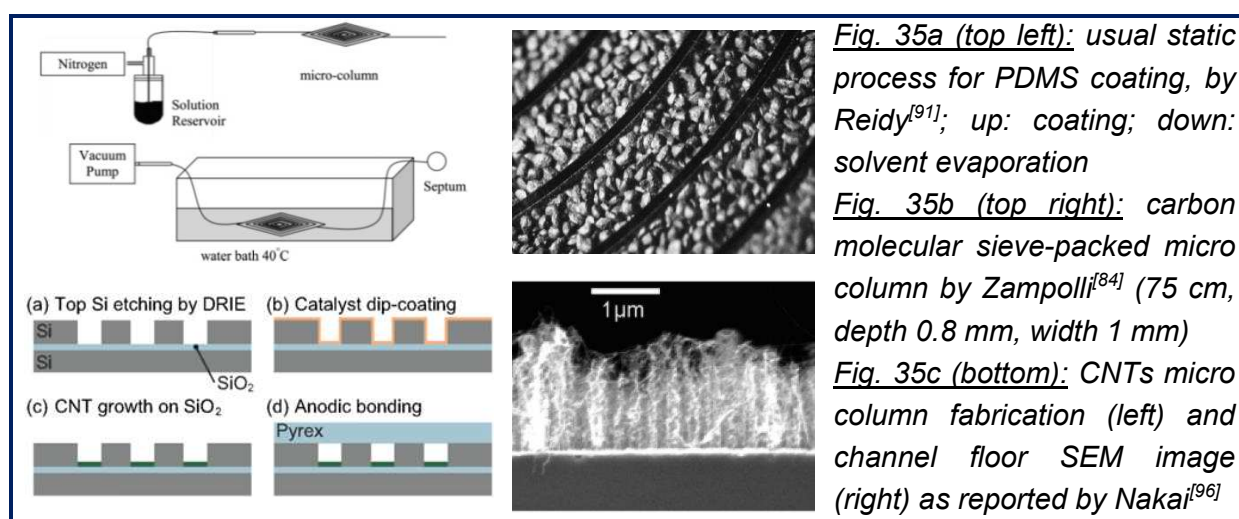 Nitrogen
Solution
Reservoir
micro-column
Vacuum
Pump
Septum
water bath 40°C
(a) Top Si etching by DRIE
(b) Catalyst dip-coating
Si
Si
SiO₂
(c) CNT growth on SiO₂
(d) Anodic bonding
Pyrex
1μm
Fig. 35a (top left): usual static
process for PDMS coating, by
Reidy[91]; up: coating; down:
solvent evaporation
Fig. 35b (top right): carbon
molecular sieve-packed micro
column by Zampolli[84] (75 cm,
depth 0.8 mm, width 1 mm)
Fig. 35c (bottom): CNTs micro
column fabrication (left) and
channel floor SEM image
(right) as reported by Nakai[96]